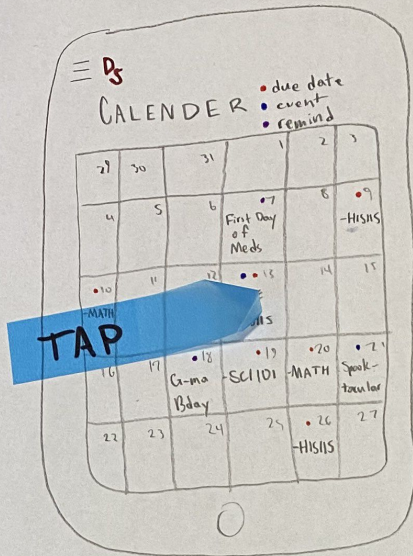 DS
CALENDER
due date
event
remind
29 30 31 1 2 3
4 5 6 7 8 9
First Day
of
Meds
-HIS115
10 11 12 13 14 15
-MATH
TAP
16 17 18 19 20 21
G-ma
Bday
-SCI101
-MATH
Spook-
tacular
22 23 24 25 26 27
-HIS115